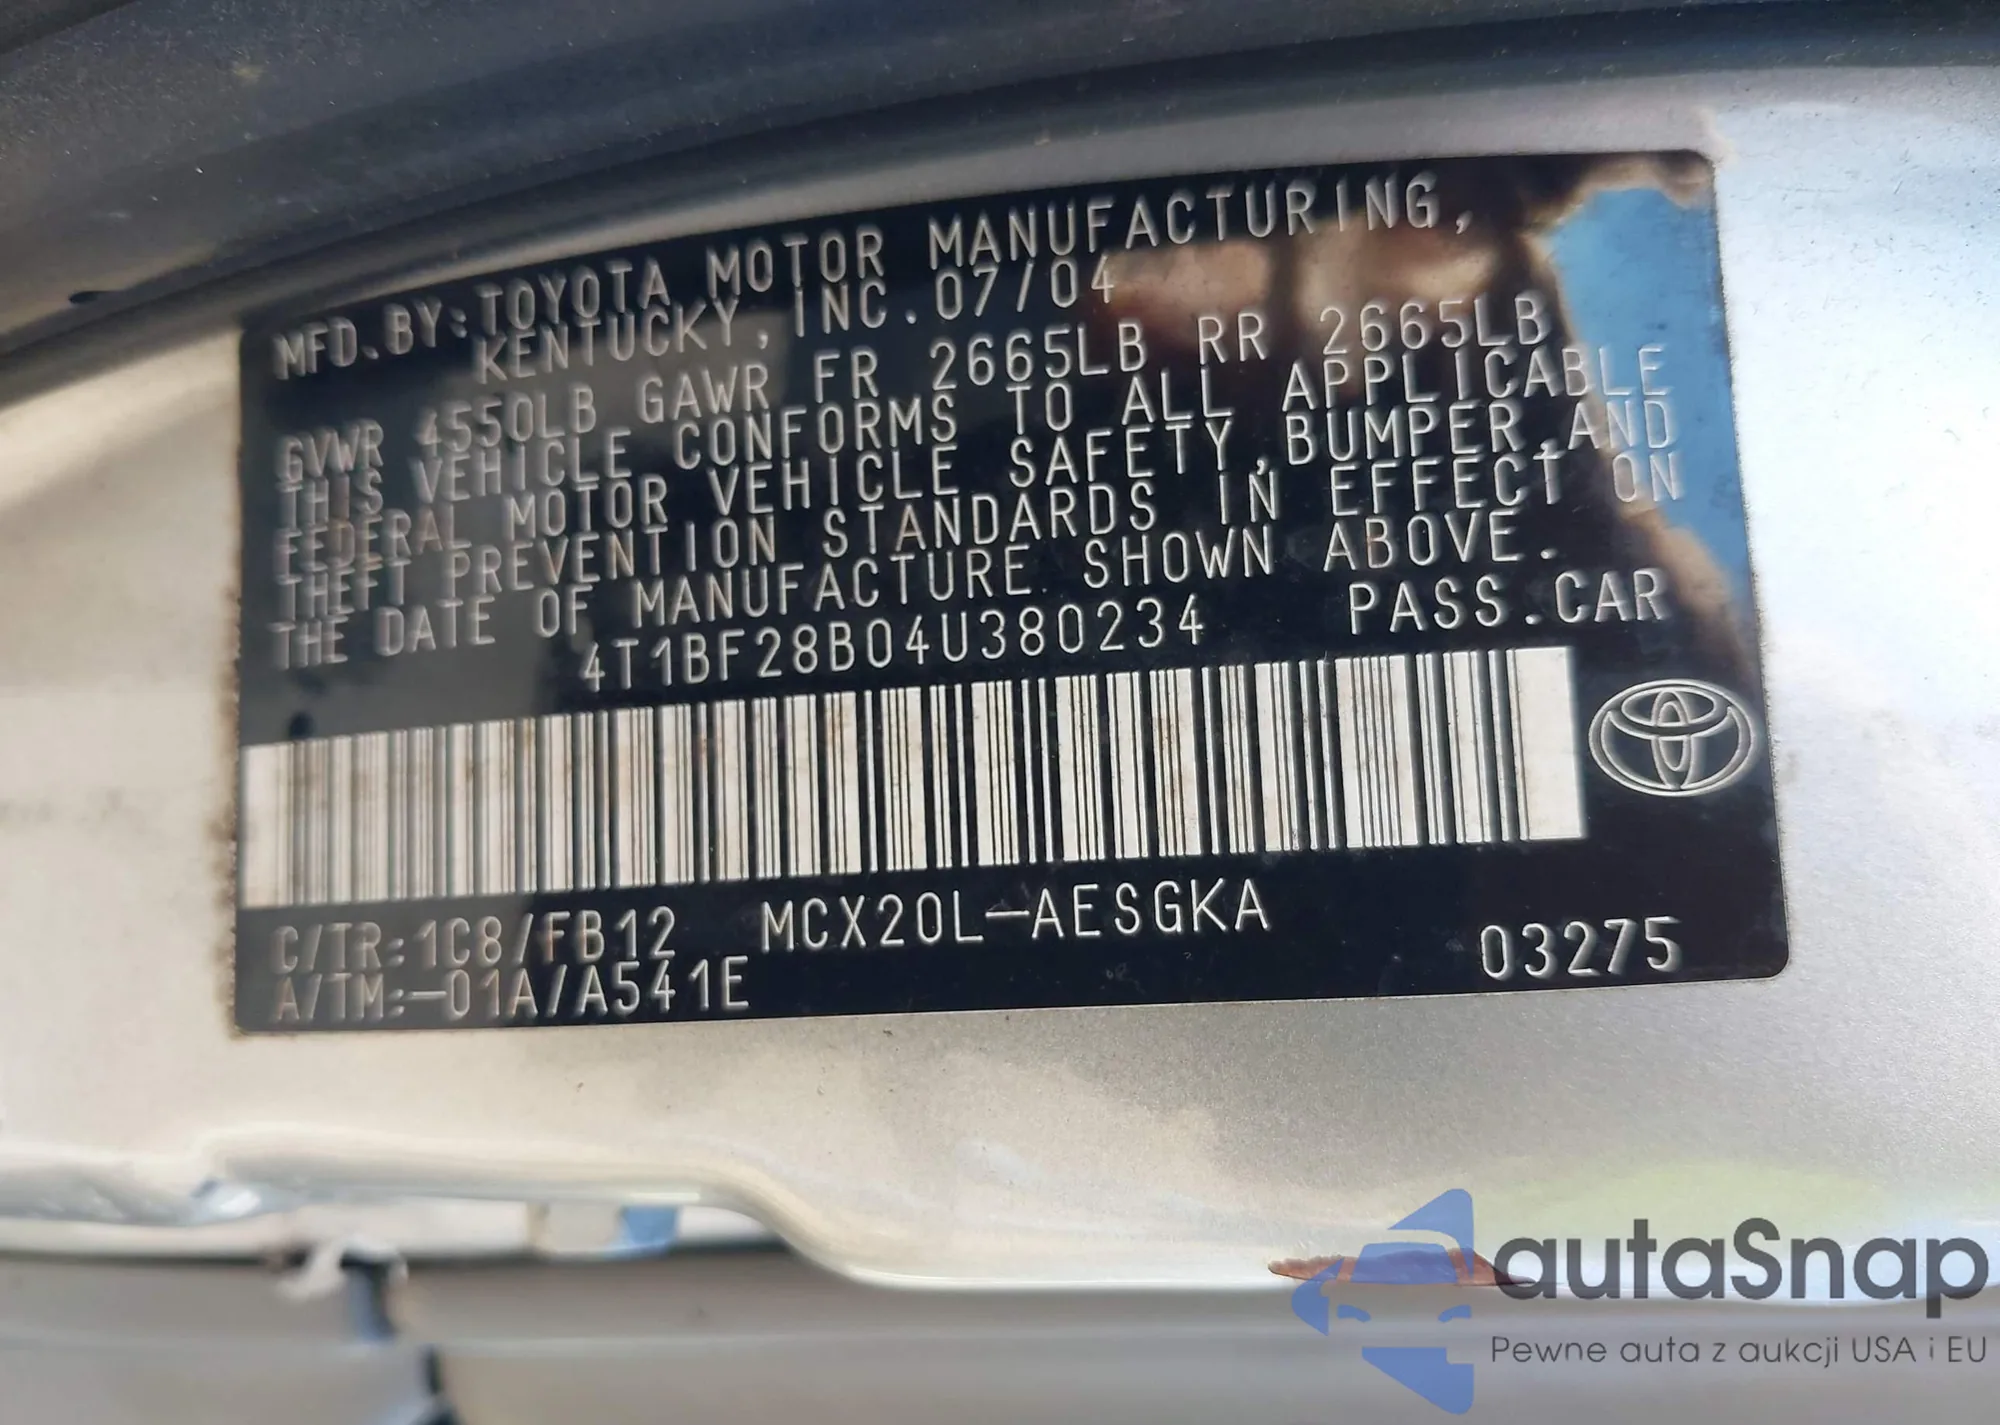 MFD.BY:TOYOTA MOTOR MANUFACTURING,
KENTUCKY, INC. 07/04
GVWR 4550LB GAWR FR 2665LB RR 2665LB
THIS VEHICLE CONFORMS TO ALL APPLICABLE
FEDERAL MOTOR VEHICLE SAFETY,BUMPER,AND
THEFT PREVENTION STANDARDS IN EFFECT ON
THE DATE OF MANUFACTURE SHOWN ABOVE.
4T1BF28B04U380234 PASS.CAR
C/TR:1C8/FB12 MCX20L-AESGKA
A/TM:-01A/A541E 03275
autaSnap
Pewne auta z aukcji USA i EU